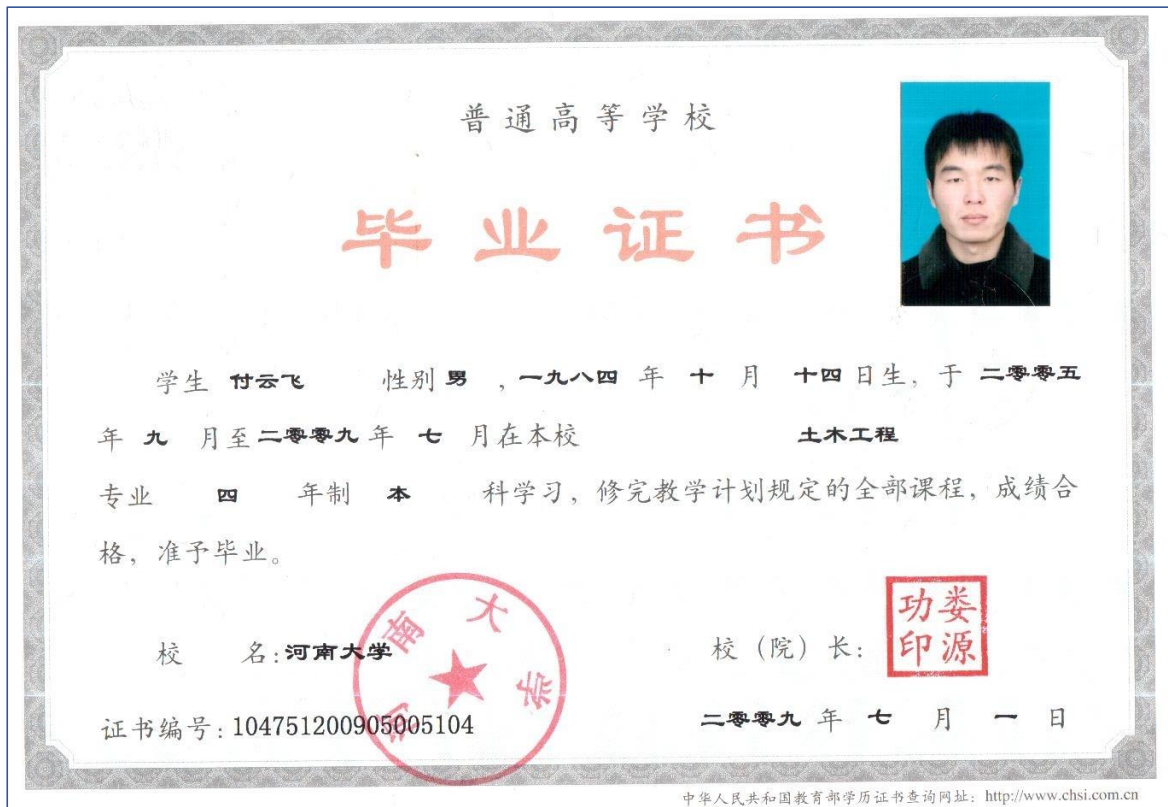 普通高等学校
毕业证书
学生 付云飞 性别 男 ，一九八四 年 十 月 十四 日生，于 二零零五
年 九 月至 二零零九 年 七 月在本校 土木工程
专业 四 年制 本 科学习，修完教学计划规定的全部课程，成绩合
格，准予毕业。
校 名：河南大学
河南大学
校（院）长：
娄源功印
证书编号：104751200905005104
二零零九 年 七 月 一 日
中华人民共和国教育部学历证书查询网址：http://www.chsi.com.cn